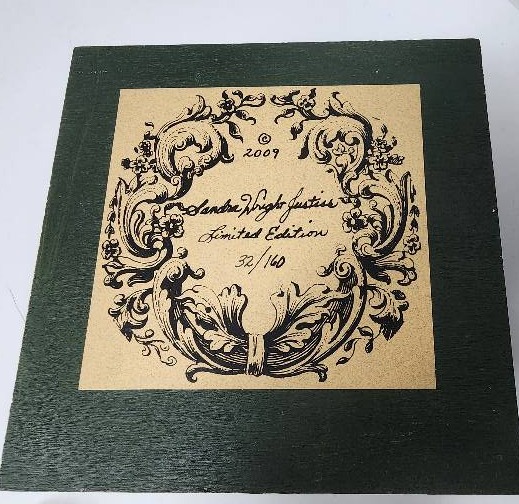 ©
2009
Sandra Wright Justiss
Limited Edition
32/160